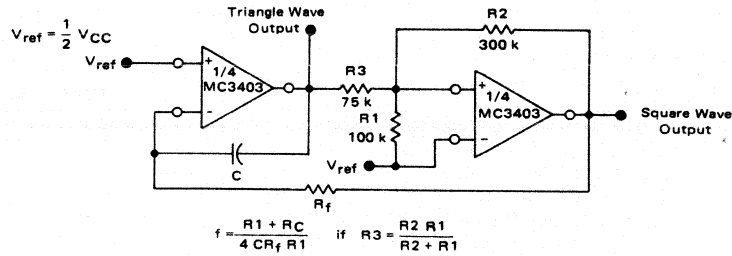 Triangle Wave
Output
R2
300 k
V_ref = 1/2 V_CC
V_ref
+
1/4
MC3403
-
R3
75 k
R1
100 k
+
1/4
MC3403
-
Square Wave
Output
V_ref
C
R_f
f = (R1 + R_C) / (4 CR_f R1) if R3 = (R2 R1) / (R2 + R1)